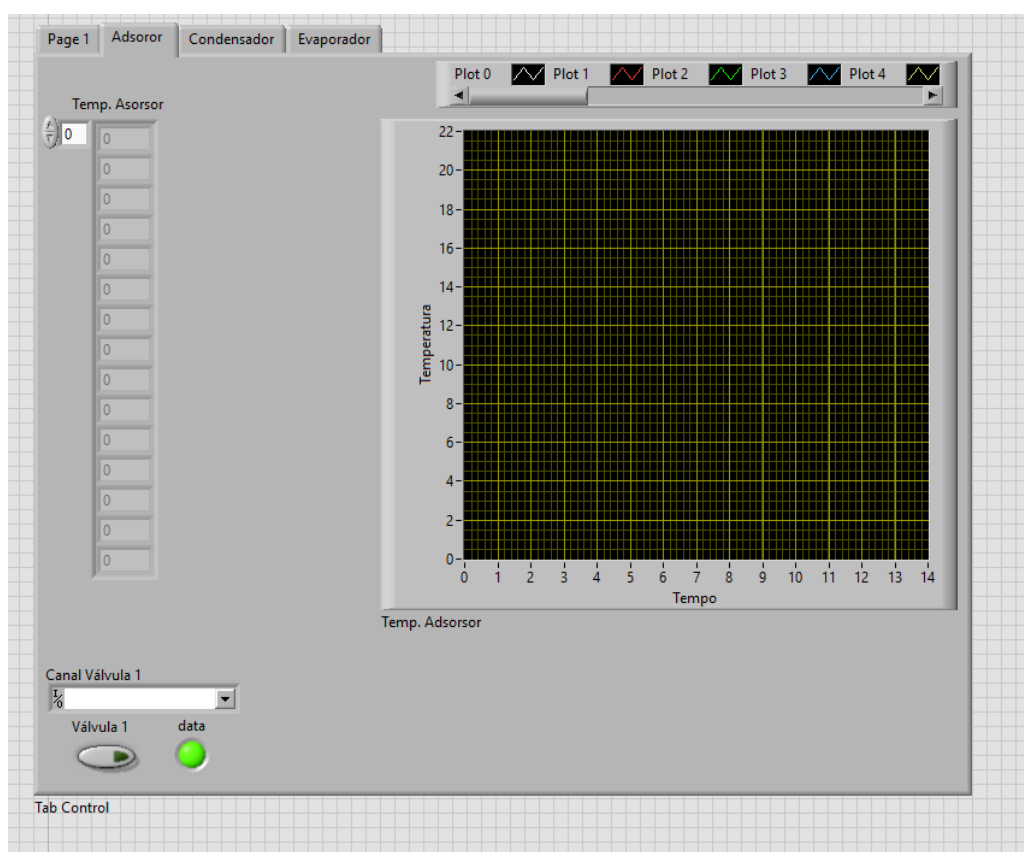 Page 1 Adsoror Condensador Evaporador
Plot 0 Plot 1 Plot 2 Plot 3 Plot 4
Temp. Asorsor
0 0
0
0
0
0
0
0
0
0
0
0
0
0
0
0
22
20
18
16
14
12
10
8
6
4
2
0
Temperatura
0 1 2 3 4 5 6 7 8 9 10 11 12 13 14
Tempo
Temp. Adsorsor
Canal Válvula 1
I/O
Válvula 1 data
Tab Control